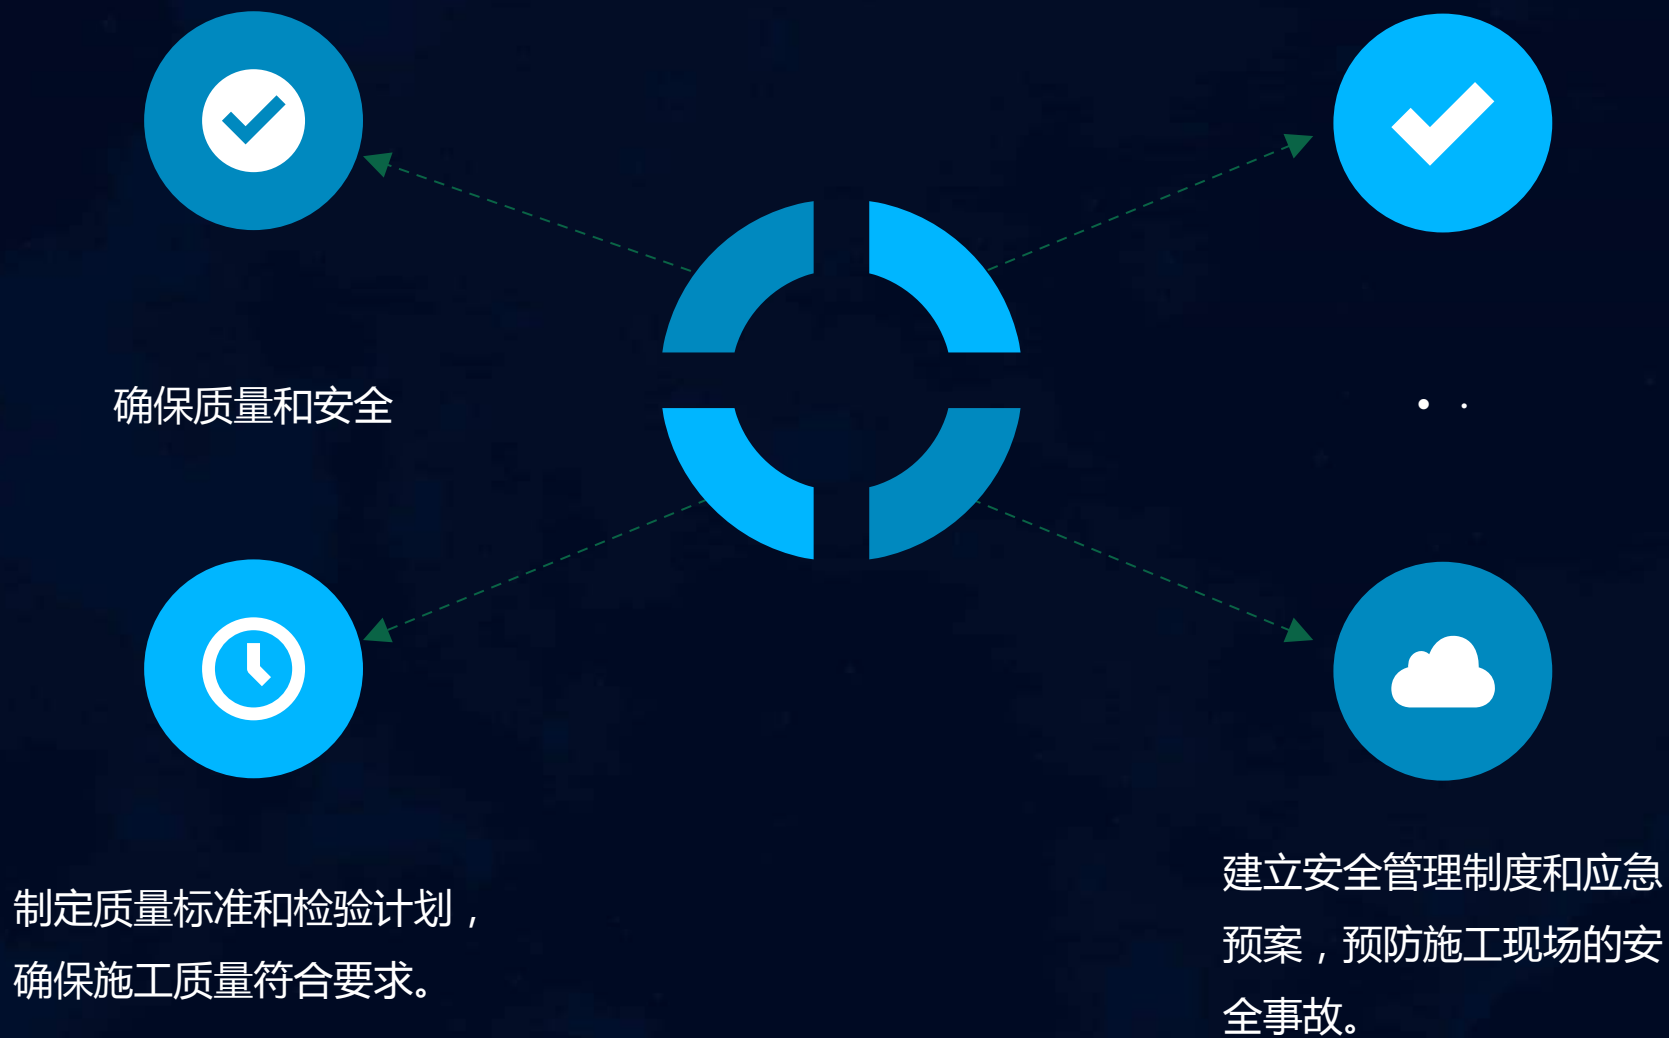 确保质量和安全
• ·
制定质量标准和检验计划，
确保施工质量符合要求。
建立安全管理制度和应急
预案，预防施工现场的安
全事故。